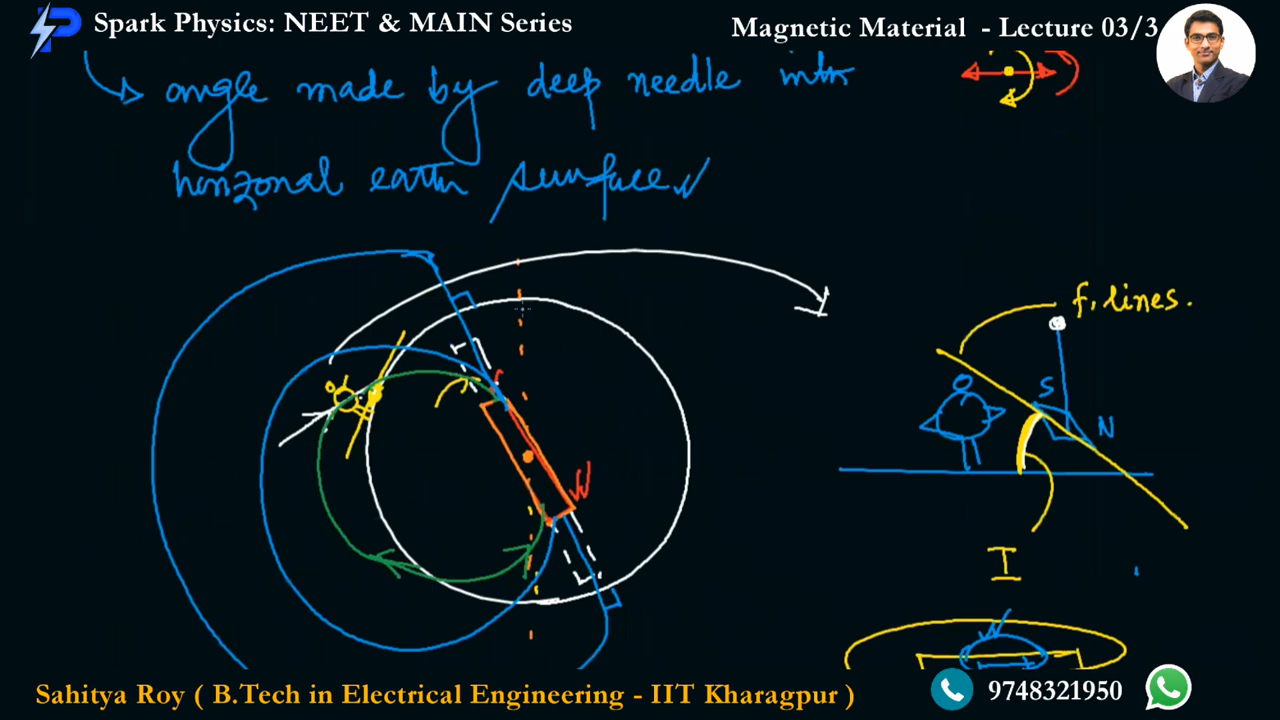 Spark Physics: NEET & MAIN Series
Magnetic Material - Lecture 03/3
angle made by deep needle
horizonal earth surface
f. lines.
S
N
S
N
I
N
Sahitya Roy ( B.Tech in Electrical Engineering - IIT Kharagpur )
9748321950